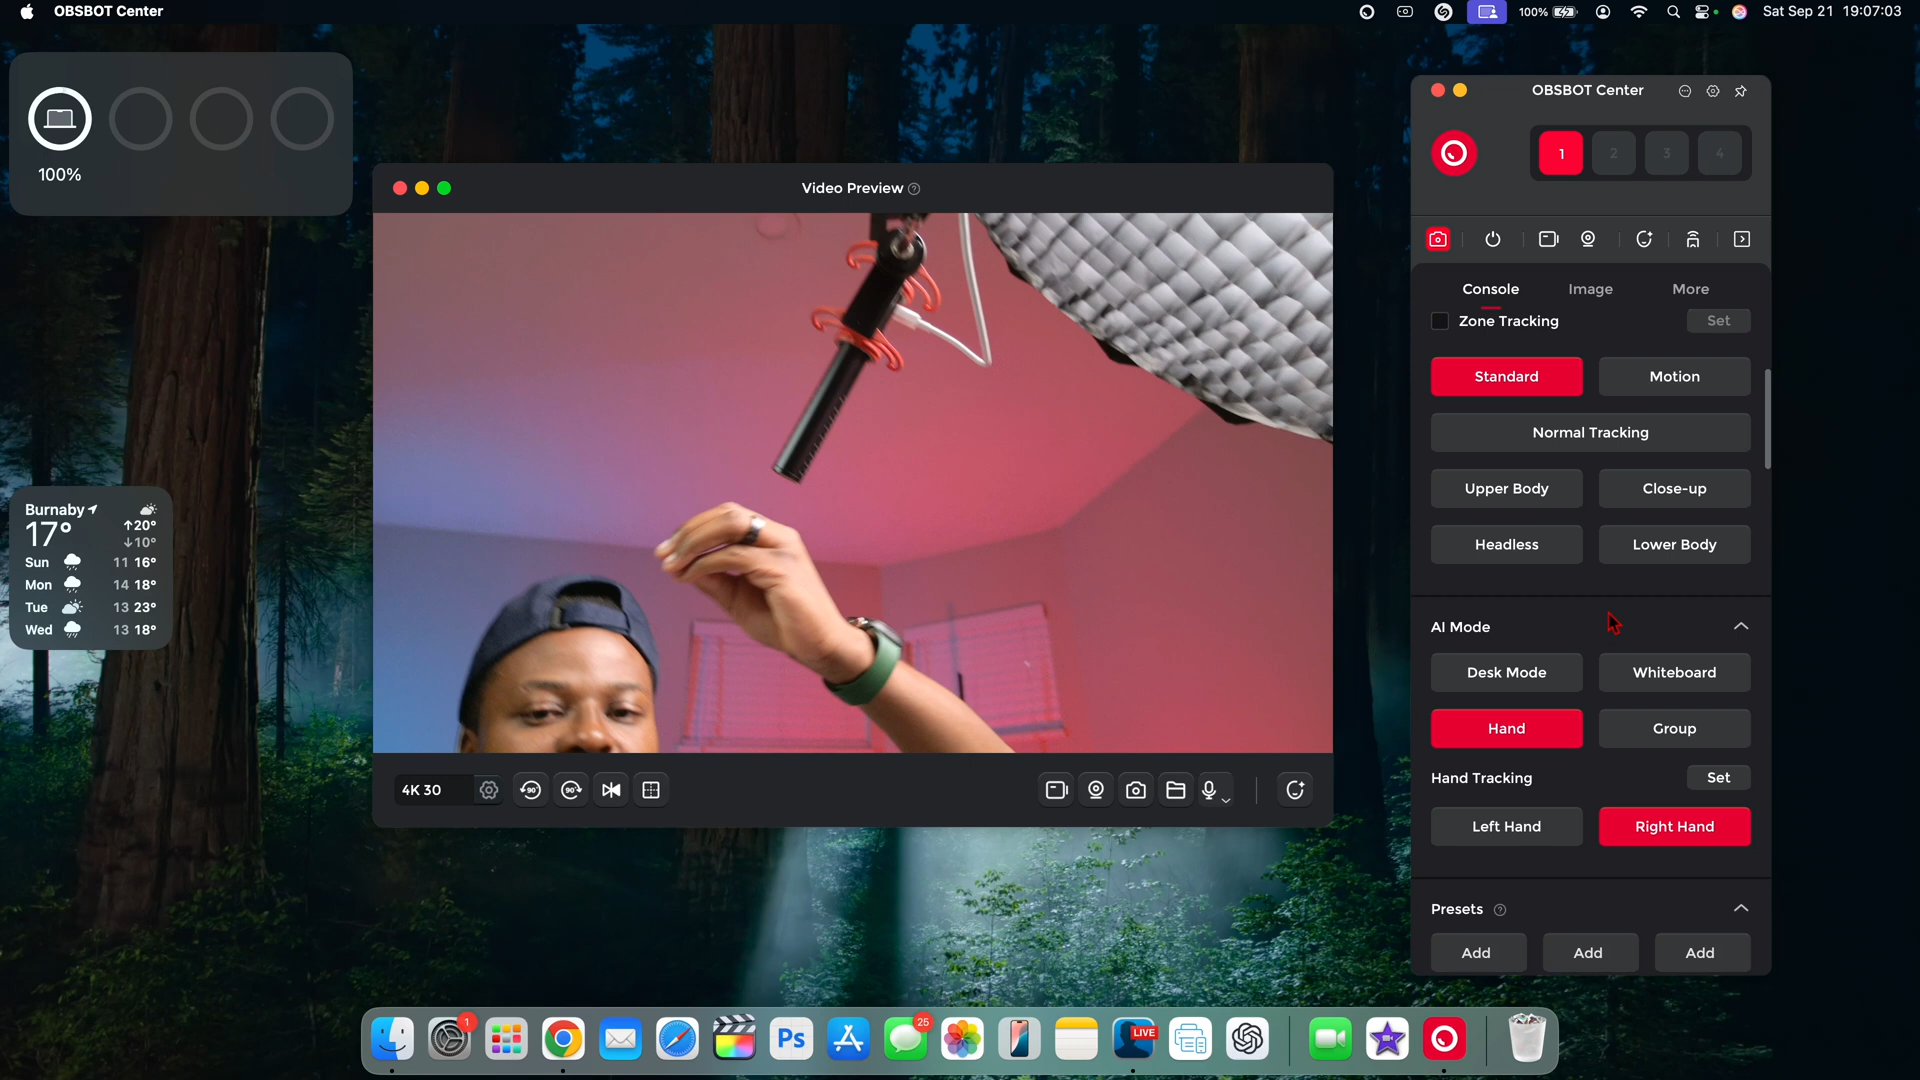 OBSBOT Center
100%
Sat Sep 21 19:07:03
100%
Burnaby
17°
↑20°
↓10°
Sun 11 16°
Mon 14 18°
Tue 13 23°
Wed 13 18°
Video Preview
4K 30
90°
90°
OBSBOT Center
1 2 3 4
Console Image More
Zone Tracking Set
Standard Motion
Normal Tracking
Upper Body Close-up
Headless Lower Body
AI Mode
Desk Mode Whiteboard
Hand Group
Hand Tracking Set
Left Hand Right Hand
Presets
Add Add Add
1
Ps
25
LIVE